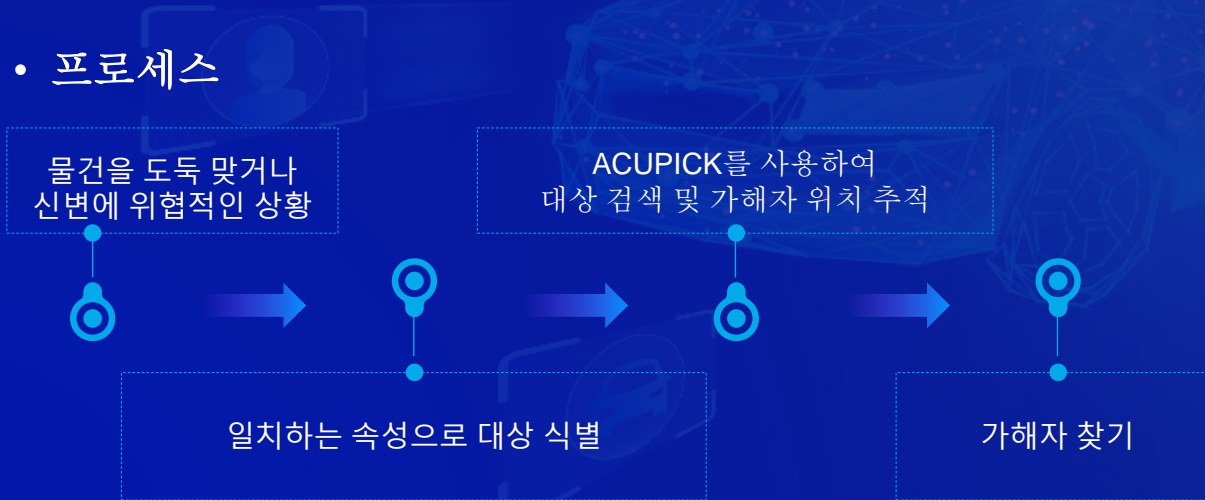 • 프로세스
물건을 도둑 맞거나
신변에 위협적인 상황
일치하는 속성으로 대상 식별
ACUPICK를 사용하여
대상 검색 및 가해자 위치 추적
가해자 찾기